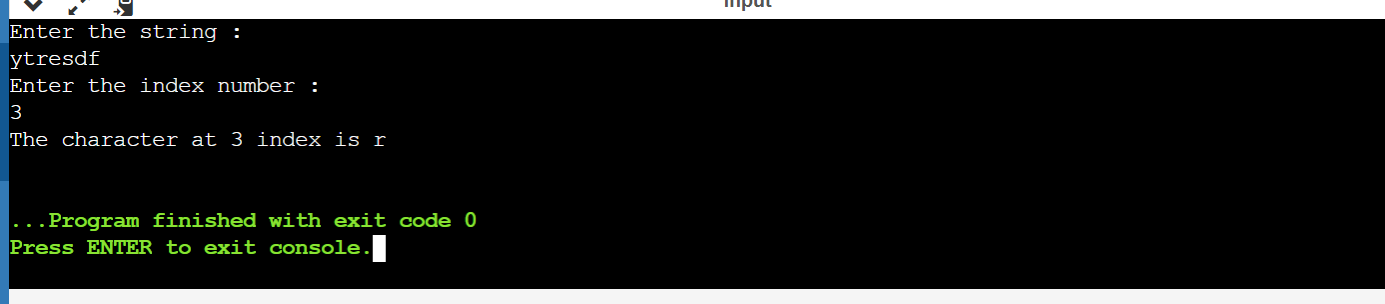 input
Enter the string :
ytresdf
Enter the index number :
3
The character at 3 index is r
...Program finished with exit code 0
Press ENTER to exit console.